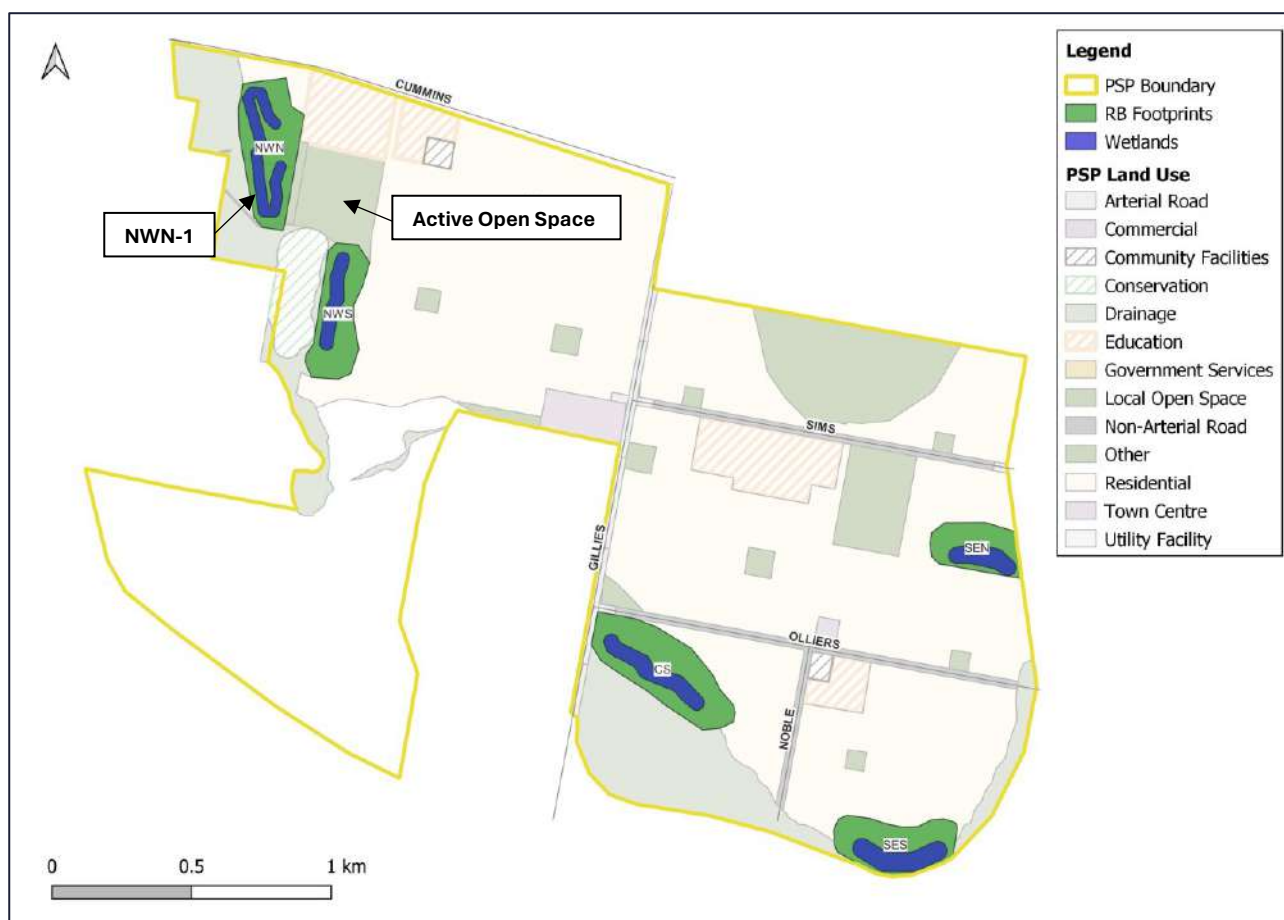 CUMMINS
NWN
NWN-1
Active Open Space
NWS
SIMS
GILLIES
SEN
OLLIERS
CS
NOBLE
SES
0 0.5 1 km
Legend
PSP Boundary
RB Footprints
Wetlands
PSP Land Use
Arterial Road
Commercial
Community Facilities
Conservation
Drainage
Education
Government Services
Local Open Space
Non-Arterial Road
Other
Residential
Town Centre
Utility Facility